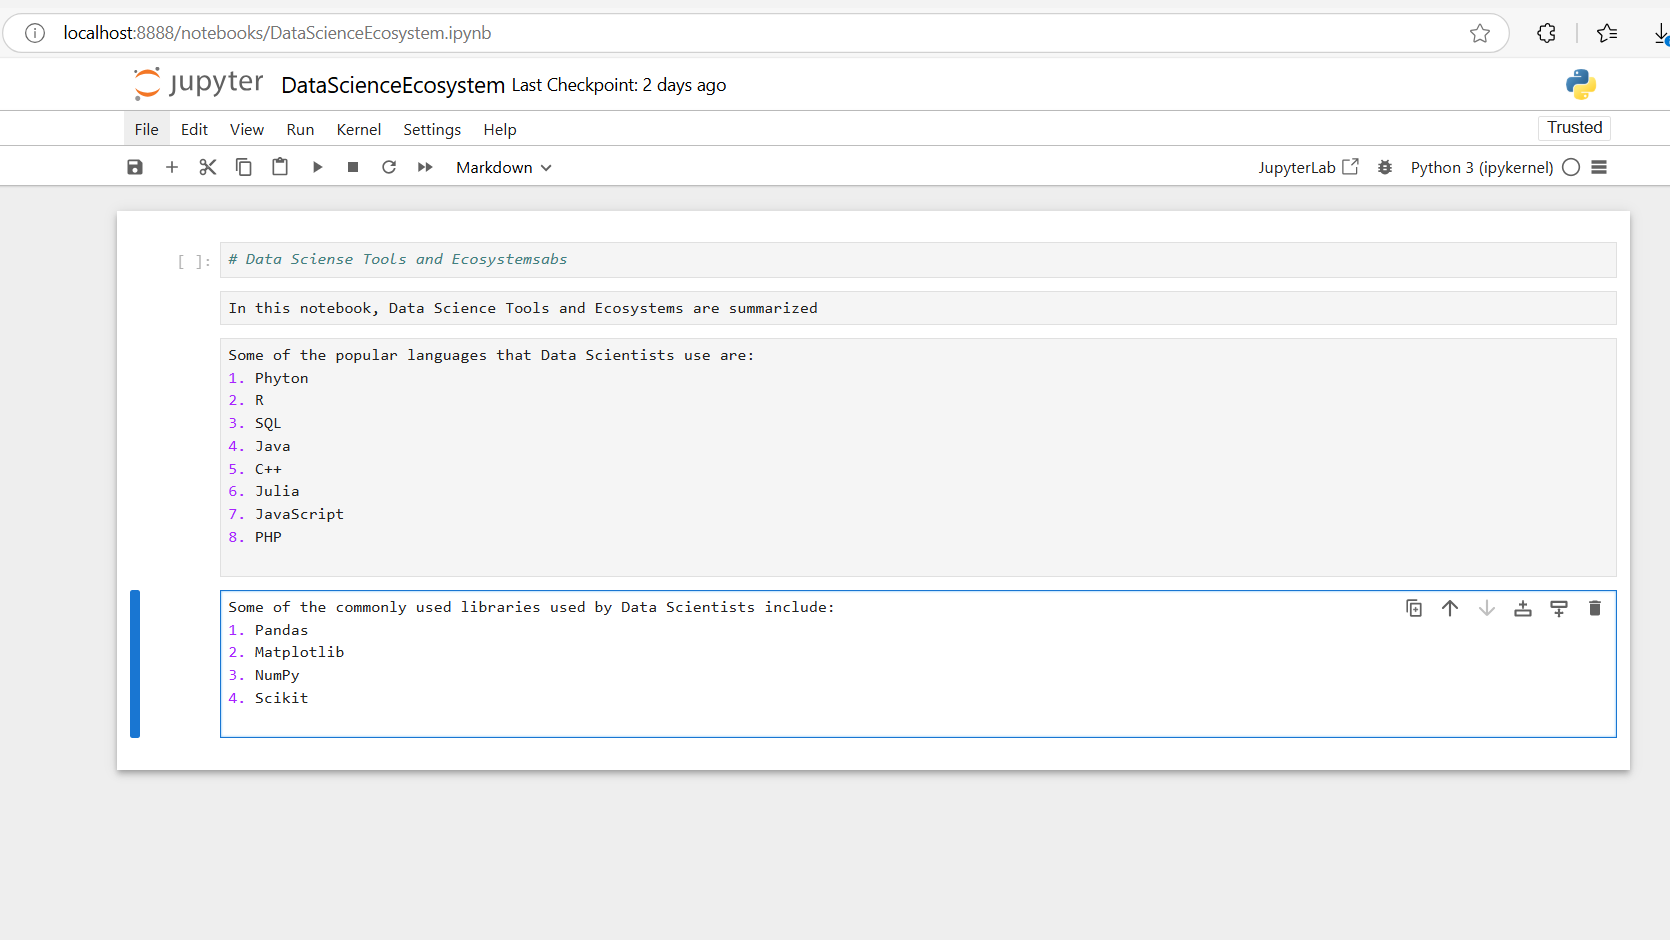 localhost:8888/notebooks/DataScienceEcosystem.ipynb
jupyter DataScienceEcosystem Last Checkpoint: 2 days ago
File Edit View Run Kernel Settings Help Trusted
Markdown JupyterLab Python 3 (ipykernel)
[ ]: # Data Sciense Tools and Ecosystemsabs
In this notebook, Data Science Tools and Ecosystems are summarized
Some of the popular languages that Data Scientists use are:
1. Phyton
2. R
3. SQL
4. Java
5. C++
6. Julia
7. JavaScript
8. PHP
Some of the commonly used libraries used by Data Scientists include:
1. Pandas
2. Matplotlib
3. NumPy
4. Scikit